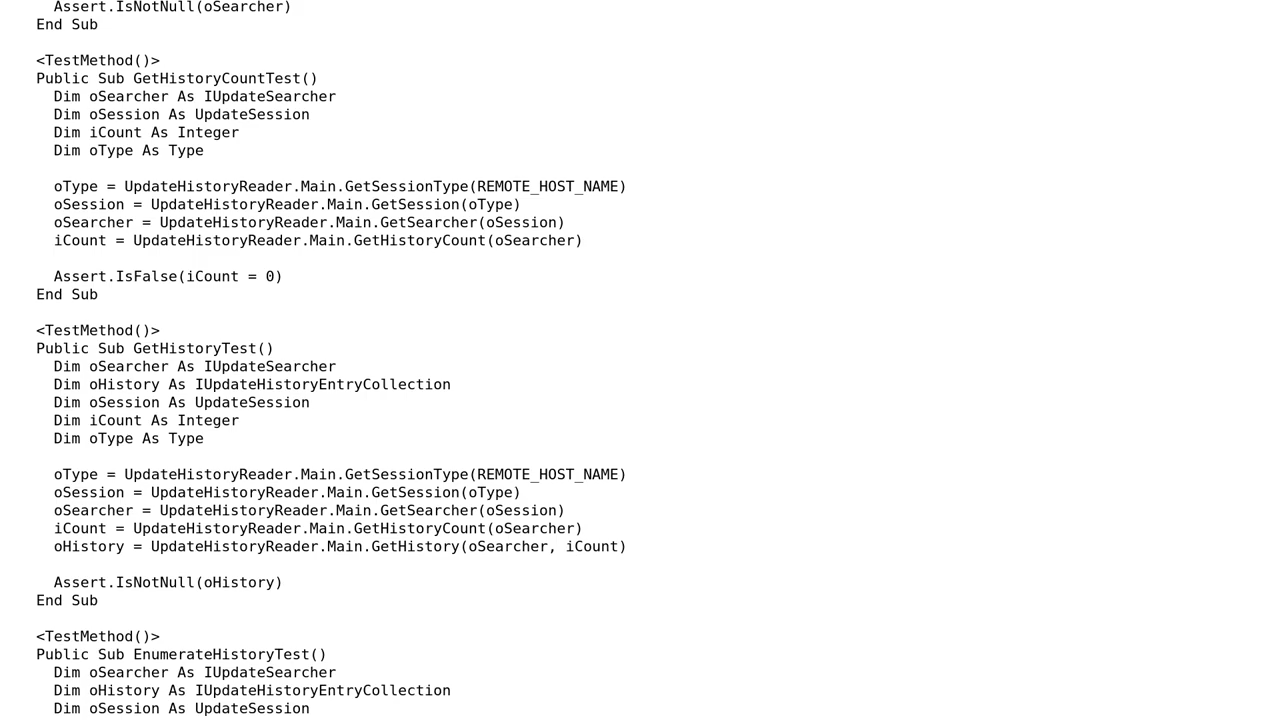 Assert.IsNotNull(oSearcher)
End Sub
<TestMethod()>
Public Sub GetHistoryCountTest()
Dim oSearcher As IUpdateSearcher
Dim oSession As UpdateSession
Dim iCount As Integer
Dim oType As Type
oType = UpdateHistoryReader.Main.GetSessionType(REMOTE_HOST_NAME)
oSession = UpdateHistoryReader.Main.GetSession(oType)
oSearcher = UpdateHistoryReader.Main.GetSearcher(oSession)
iCount = UpdateHistoryReader.Main.GetHistoryCount(oSearcher)
Assert.IsFalse(iCount = 0)
End Sub
<TestMethod()>
Public Sub GetHistoryTest()
Dim oSearcher As IUpdateSearcher
Dim oHistory As IUpdateHistoryEntryCollection
Dim oSession As UpdateSession
Dim iCount As Integer
Dim oType As Type
oType = UpdateHistoryReader.Main.GetSessionType(REMOTE_HOST_NAME)
oSession = UpdateHistoryReader.Main.GetSession(oType)
oSearcher = UpdateHistoryReader.Main.GetSearcher(oSession)
iCount = UpdateHistoryReader.Main.GetHistoryCount(oSearcher)
oHistory = UpdateHistoryReader.Main.GetHistory(oSearcher, iCount)
Assert.IsNotNull(oHistory)
End Sub
<TestMethod()>
Public Sub EnumerateHistoryTest()
Dim oSearcher As IUpdateSearcher
Dim oHistory As IUpdateHistoryEntryCollection
Dim oSession As UpdateSession